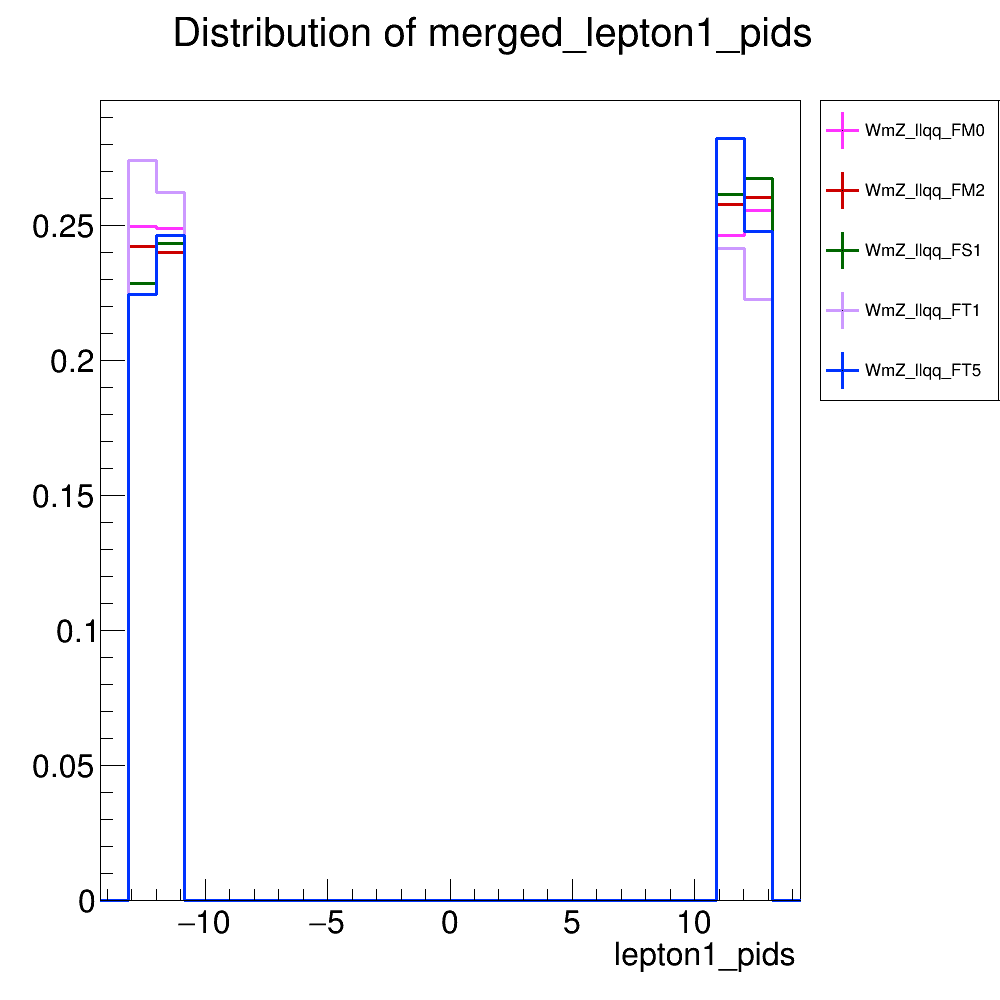 Distribution of merged_lepton1_pids
WmZ_llqq_FM0
WmZ_llqq_FM2
WmZ_llqq_FS1
WmZ_llqq_FT1
WmZ_llqq_FT5
0.25
0.2
0.15
0.1
0.05
0
−10
−5
0
5
10
lepton1_pids